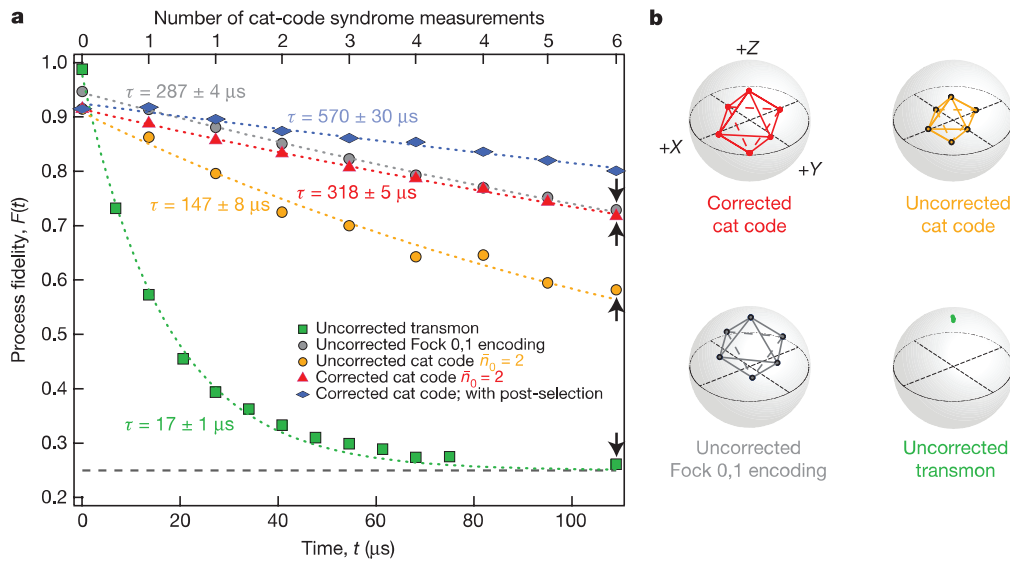 a
Number of cat-code syndrome measurements
0 1 1 2 3 4 4 5 6
1.0
0.9
0.8
0.7
0.6
0.5
0.4
0.3
0.2
Process fidelity, F(t)
τ = 287 ± 4 μs
τ = 570 ± 30 μs
τ = 318 ± 5 μs
τ = 147 ± 8 μs
τ = 17 ± 1 μs
Uncorrected transmon
Uncorrected Fock 0,1 encoding
Uncorrected cat code n̄₀ = 2
Corrected cat code n̄₀ = 2
Corrected cat code; with post-selection
0 20 40 60 80 100
Time, t (μs)
b
+Z
+X
+Y
Corrected
cat code
Uncorrected
cat code
Uncorrected
Fock 0,1 encoding
Uncorrected
transmon